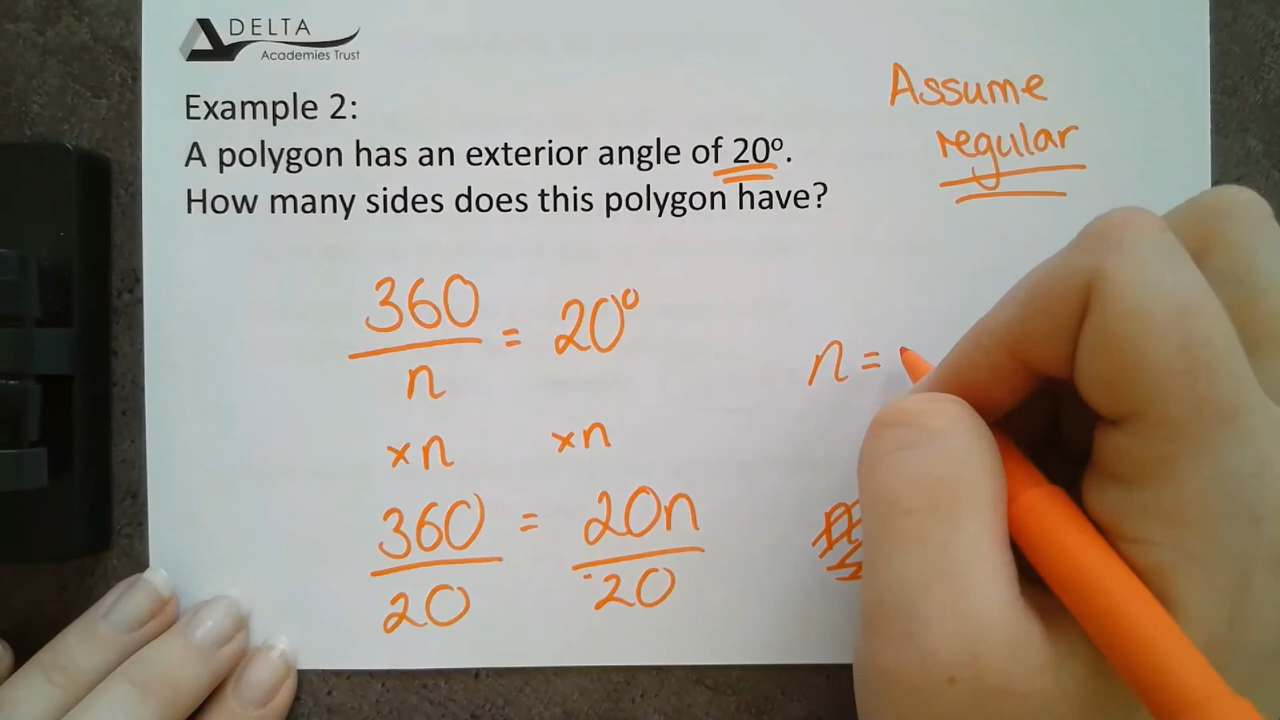 DELTA
Academies Trust
Example 2:
A polygon has an exterior angle of 20°.
How many sides does this polygon have?
Assume
regular
360
n
= 20°
n =
×n ×n
360 = 20n
20 20